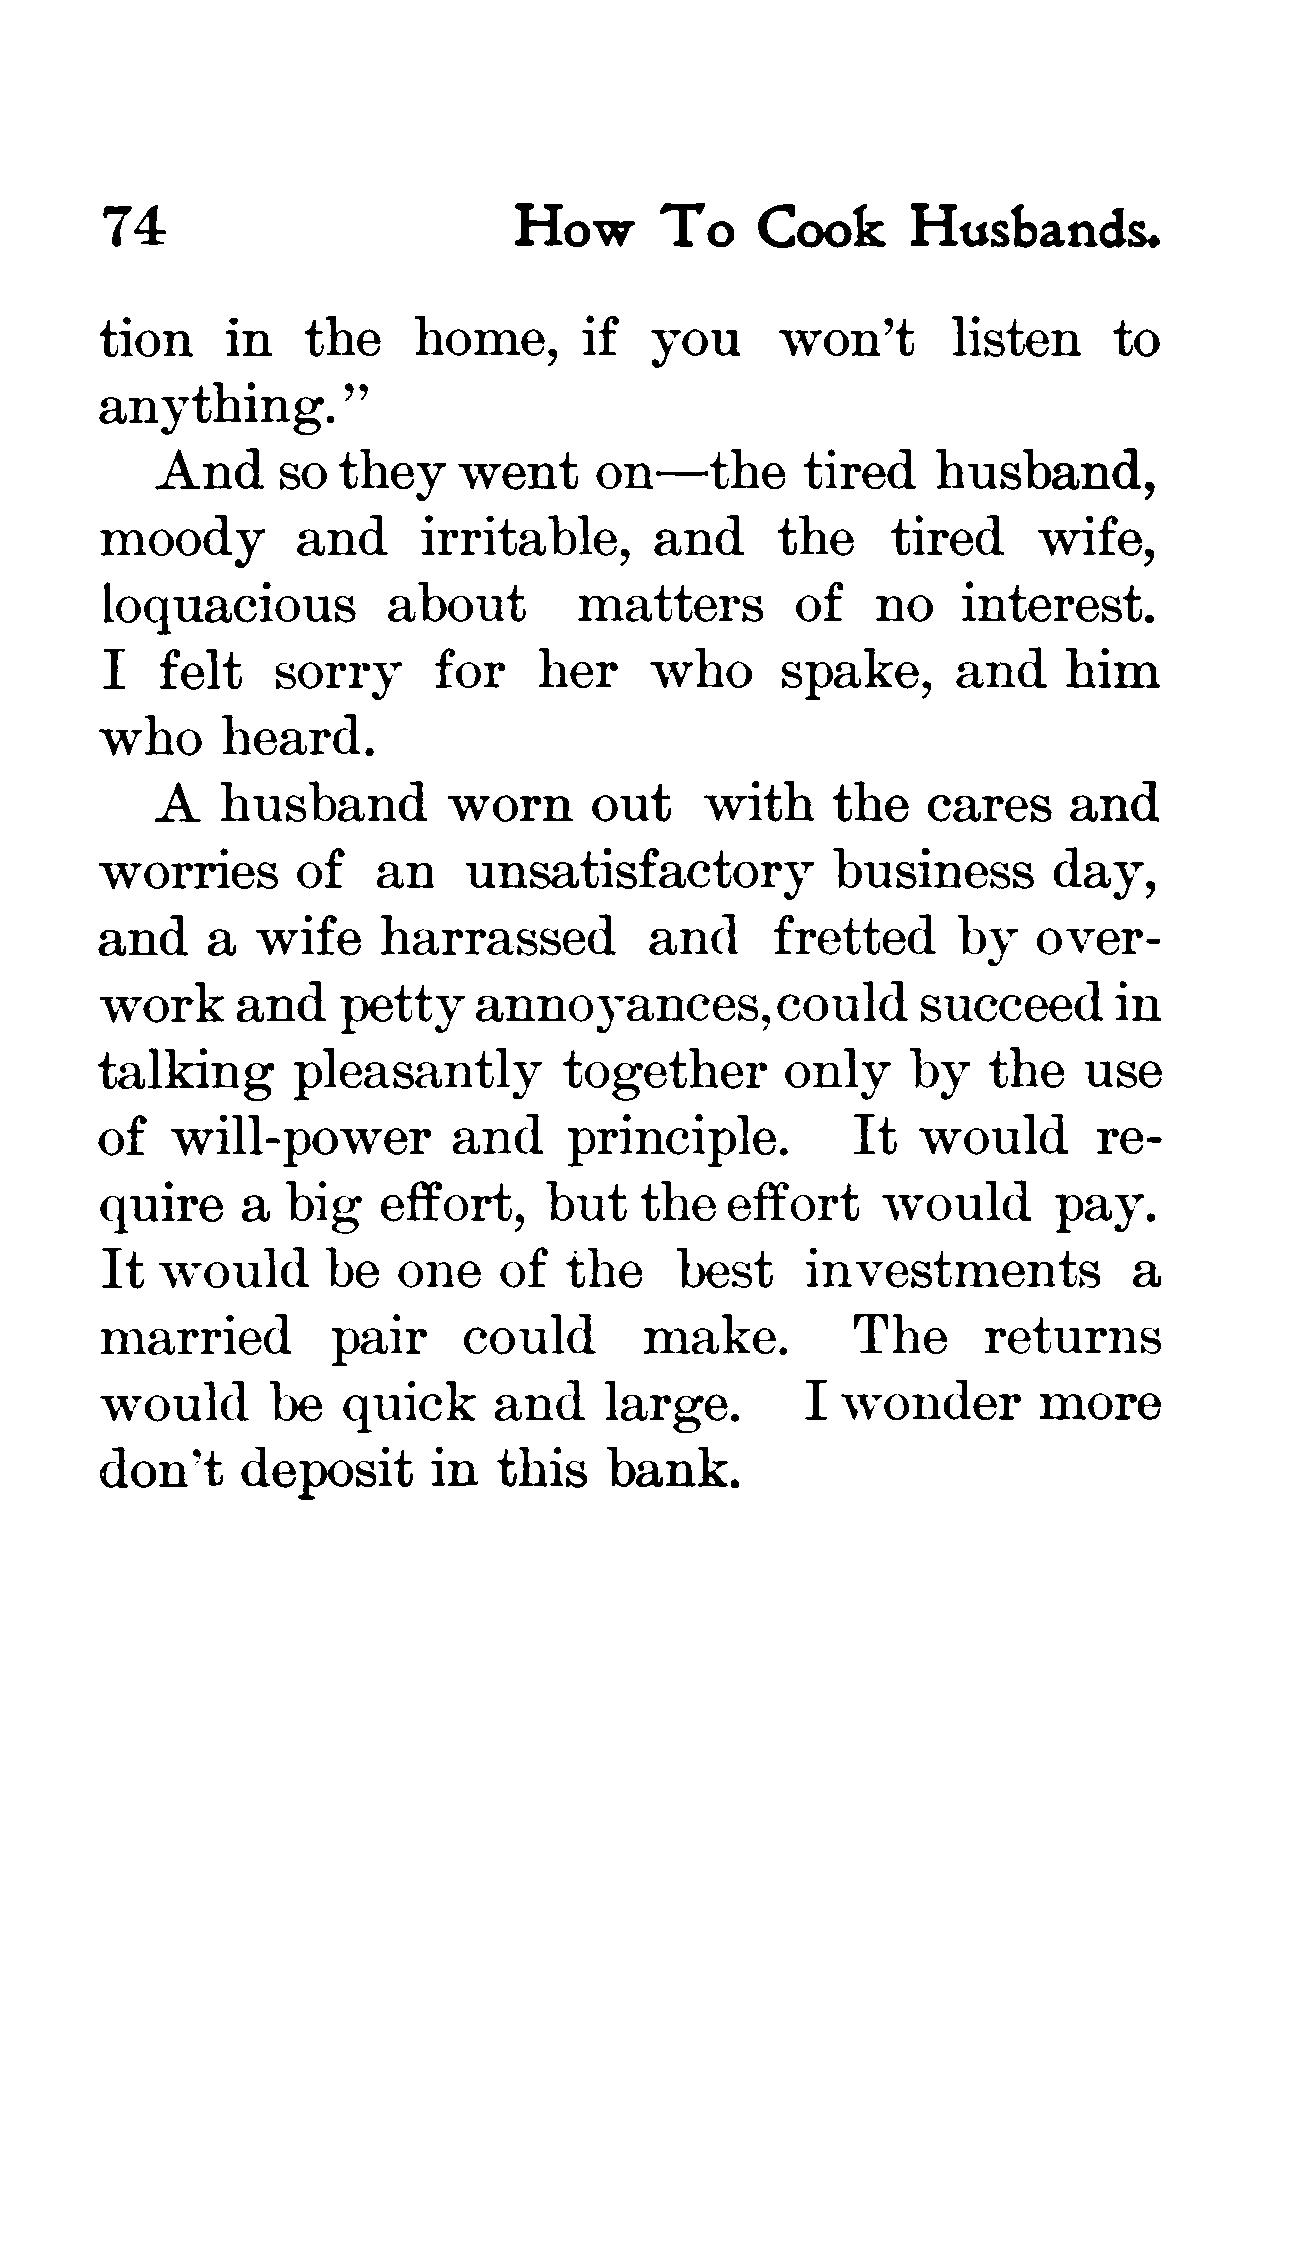 74 How To Cook Husbands.
tion in the home, if you won't listen to
anything."
And so they went on—the tired husband,
moody and irritable, and the tired wife,
loquacious about matters of no interest.
I felt sorry for her who spake, and him
who heard.
A husband worn out with the cares and
worries of an unsatisfactory business day,
and a wife harrassed and fretted by over-
work and petty annoyances, could succeed in
talking pleasantly together only by the use
of will-power and principle. It would re-
quire a big effort, but the effort would pay.
It would be one of the best investments a
married pair could make. The returns
would be quick and large. I wonder more
don't deposit in this bank.